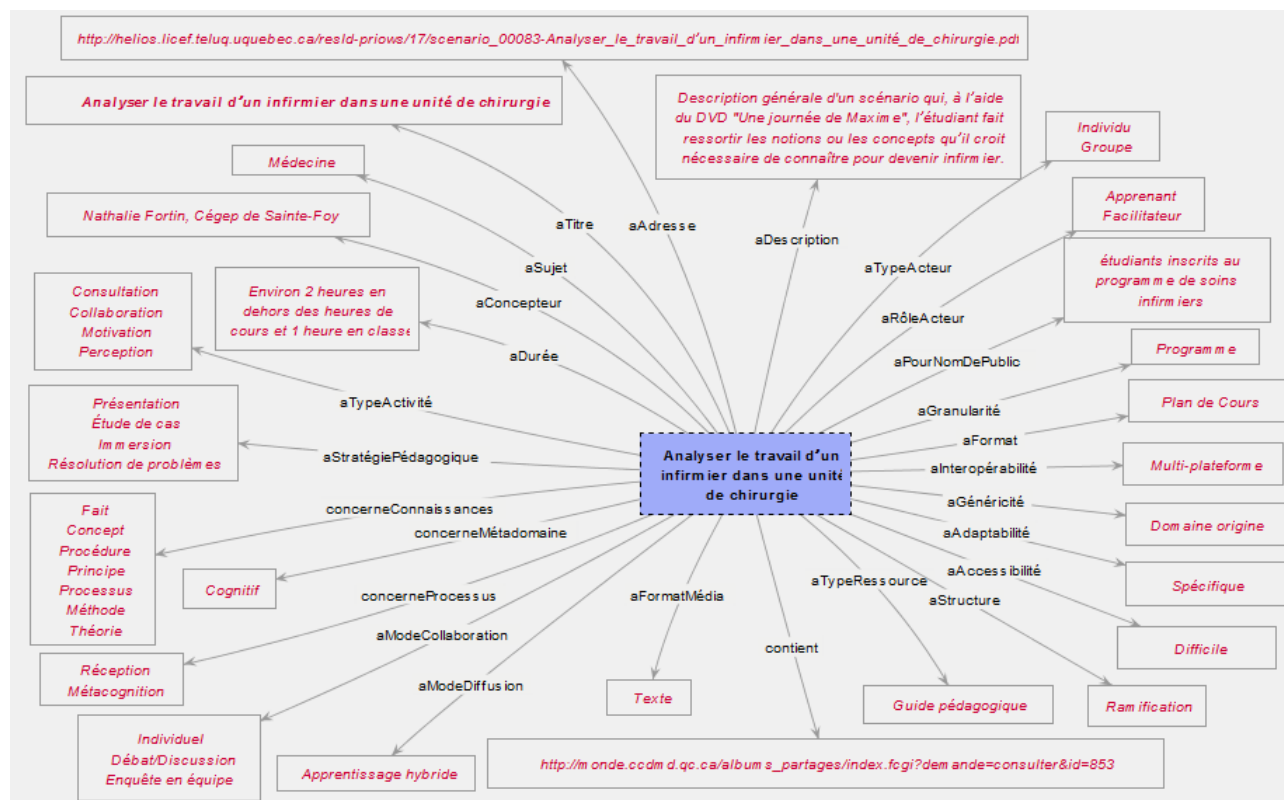 http://helios.licef.teluq.uquebec.ca/resId-priows/17/scenario_00083-Analyser_le_travail_d'un_infirmier_dans_une_unité_de_chirurgie.pdf
Analyser le travail d'un infirmier dans une unité de chirurgie
Description générale d'un scénario qui, à l'aide
du DVD "Une journée de Maxime", l'étudiant fait
ressortir les notions ou les concepts qu'il croit
nécessaire de connaître pour devenir infirmier.
Individu
Groupe
Médecine
Apprenant
Facilitateur
Nathalie Fortin, Cégep de Sainte-Foy
aTitre
aAdresse
aDescription
aSujet
aTypeActeur
étudiants inscrits au
programme de soins
infirmiers
Consultation
Collaboration
Motivation
Perception
Environ 2 heures en
dehors des heures de
cours et 1 heure en classe
aConcepteur
aRôleActeur
aDurée
aPourNomDePublic
Programme
aTypeActivité
aGranularité
Présentation
Étude de cas
Immersion
Résolution de problèmes
Plan de Cours
aFormat
aStratégiePédagogique
Analyser le travail d'un
infirmier dans une unité
de chirurgie
aInteropérabilité
Multi-plateforme
aGénéricité
Fait
Concept
Procédure
Principe
Processus
Méthode
Théorie
concerneConnaissances
concerneMétadomaine
Domaine origine
aAdaptabilité
Cognitif
concerneProcessus
aFormatMédia
aTypeRessource
aAccessibilité
aStructure
Spécifique
aModeCollaboration
contient
Difficile
Réception
Métacognition
aModeDiffusion
Texte
Guide pédagogique
Ramification
Individuel
Débat/Discussion
Enquête en équipe
Apprentissage hybride
http://monde.ccdmd.qc.ca/albums_partages/index.fcgi?demande=consulter&id=853